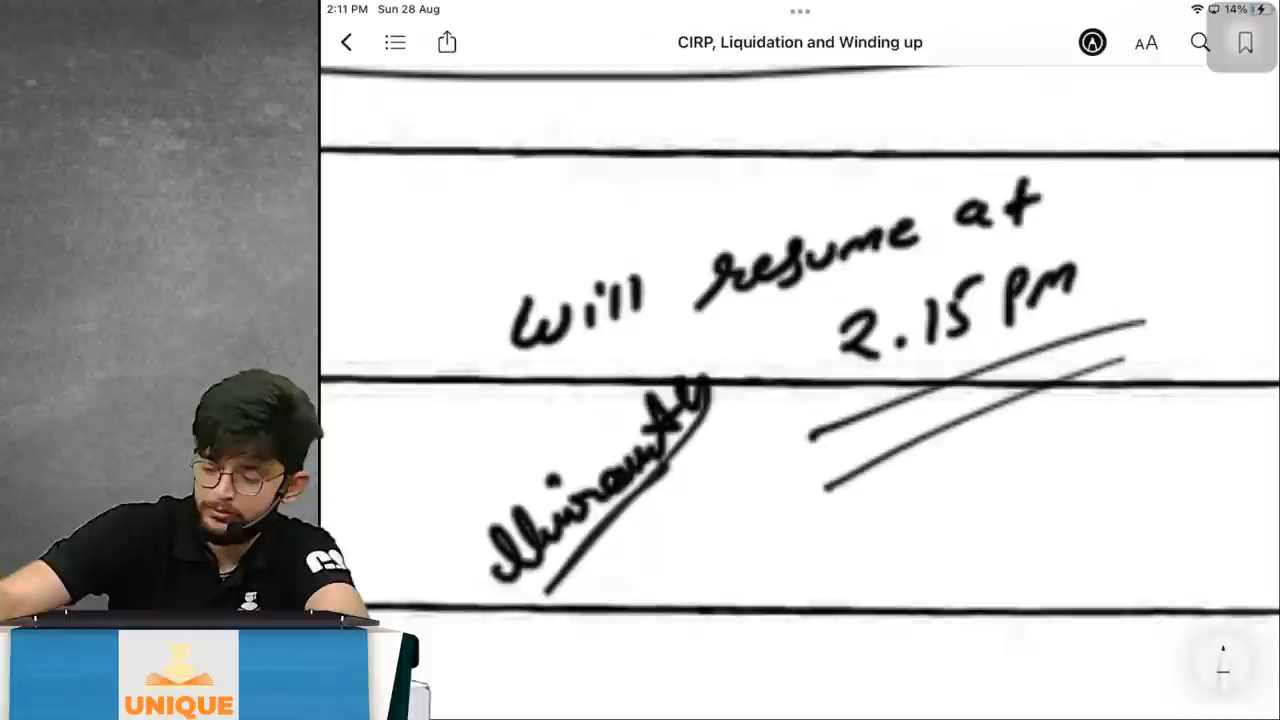 2:11 PM Sun 28 Aug
14%
CIRP, Liquidation and Winding up
AA
Will resume at
2.15 PM
CS
UNIQUE